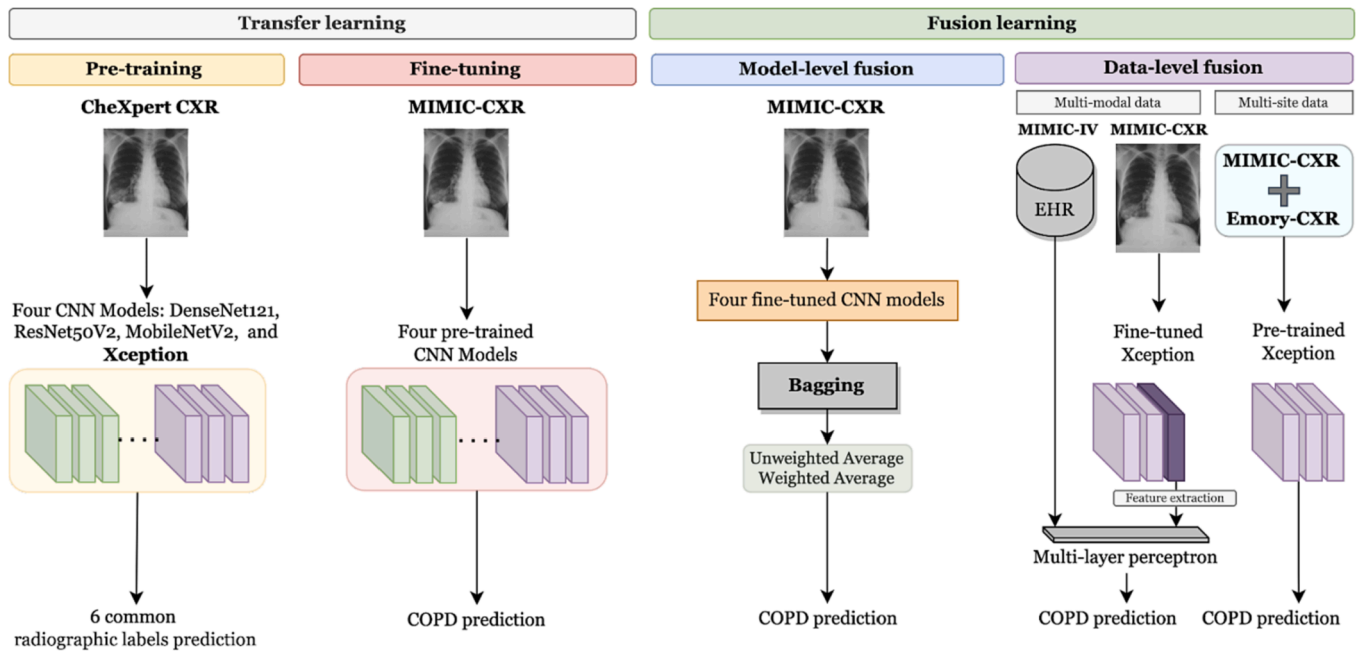 Transfer learning
Fusion learning
Pre-training
Fine-tuning
Model-level fusion
Data-level fusion
CheXpert CXR
Four CNN Models: DenseNet121,
ResNet50V2, MobileNetV2, and
Xception
6 common
radiographic labels prediction
MIMIC-CXR
Four pre-trained
CNN Models
COPD prediction
MIMIC-CXR
Four fine-tuned CNN models
Bagging
Unweighted Average
Weighted Average
COPD prediction
Multi-modal data
MIMIC-IV
EHR
MIMIC-CXR
Fine-tuned
Xception
Feature extraction
Multi-layer perceptron
COPD prediction
Multi-site data
MIMIC-CXR
Emory-CXR
Pre-trained
Xception
COPD prediction